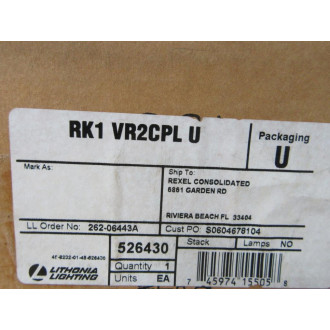 RK1 VR2CPL U
Packaging
U
Mark As:
Ship To:
REXEL CONSOLIDATED
6661 GARDEN RD
RIVIERA BEACH FL 33404
LL Order No: 262-06443A
Cust PO S0604678104
526430
Stack
Lamps NO
Quantity 1
Units EA
LITHONIA
LIGHTING
7 45974 15505 8